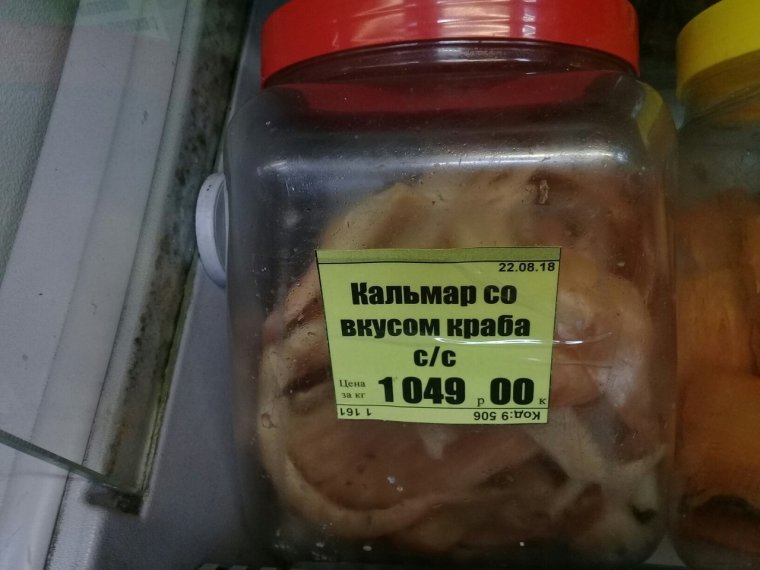 22.08.18
Кальмар со
вкусом краба
с/с
Цена
за кг
1049 р 00 к
1 161
Код:9 506